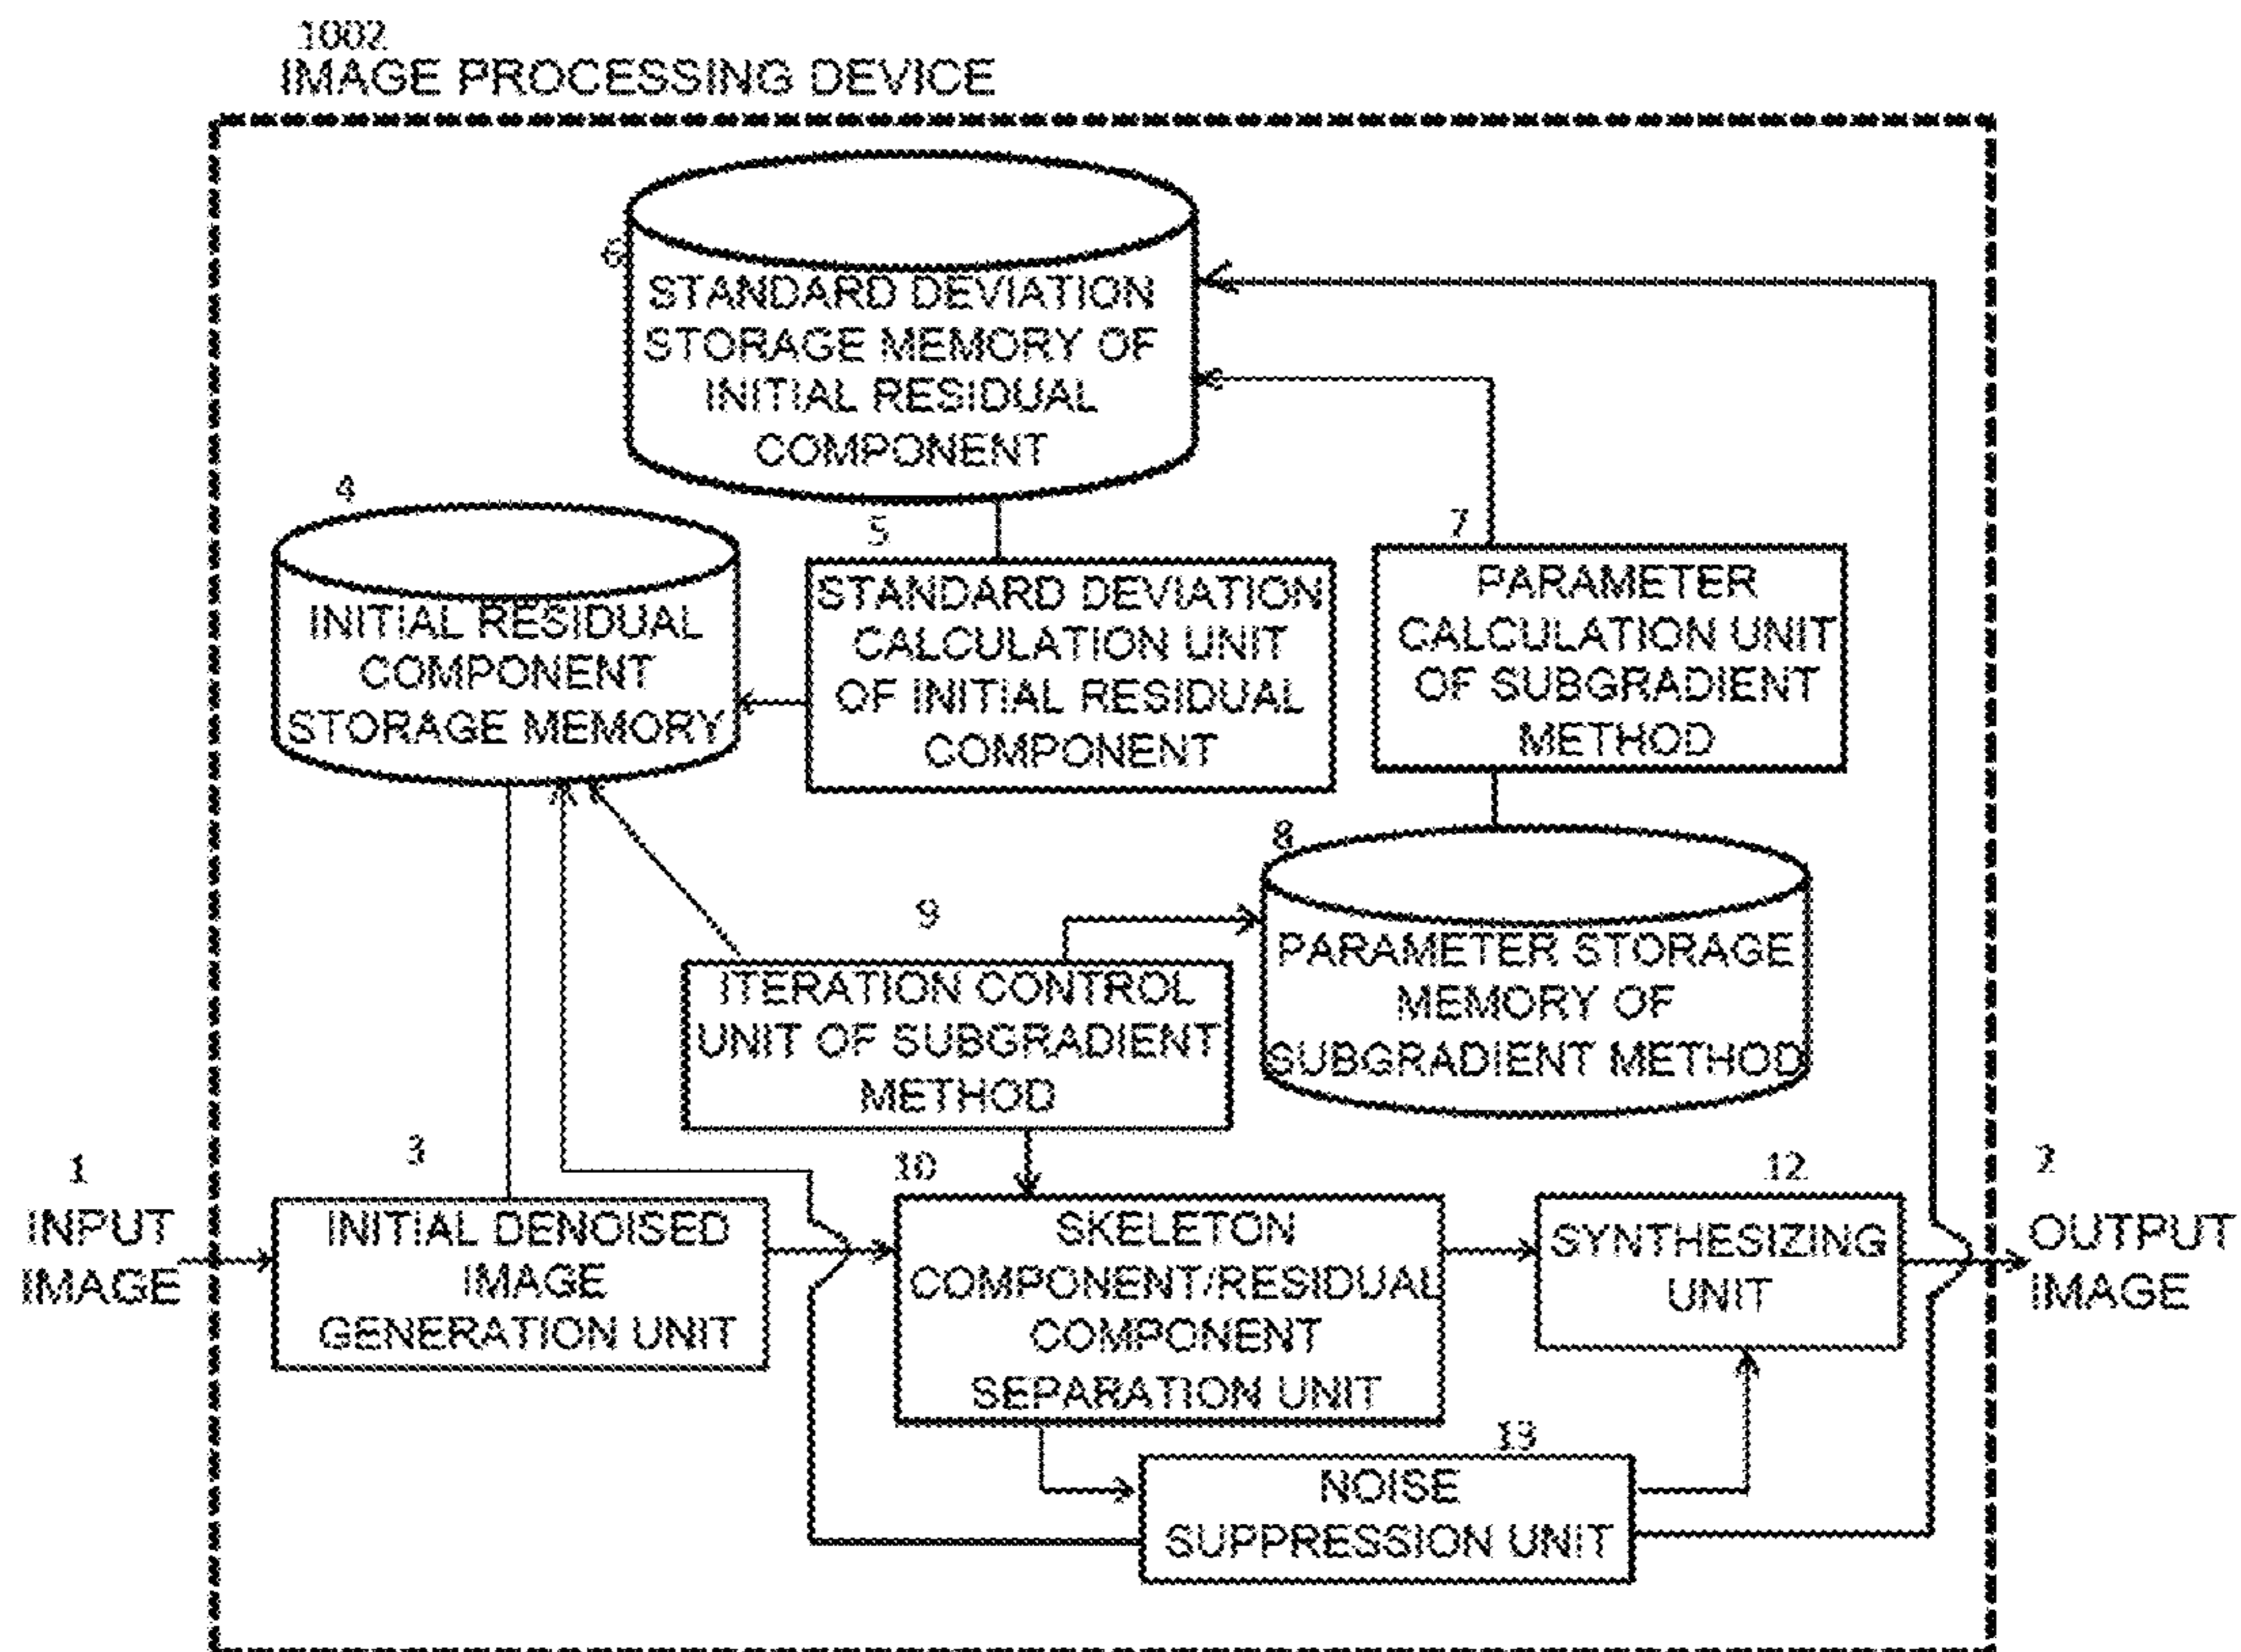 1002
IMAGE PROCESSING DEVICE
6
STANDARD DEVIATION
STORAGE MEMORY OF
INITIAL RESIDUAL
COMPONENT
4
INITIAL RESIDUAL
COMPONENT
STORAGE MEMORY
5
STANDARD DEVIATION
CALCULATION UNIT
OF INITIAL RESIDUAL
COMPONENT
7
PARAMETER
CALCULATION UNIT
OF SUBGRADIENT
METHOD
8
PARAMETER STORAGE
MEMORY OF
SUBGRADIENT METHOD
9
ITERATION CONTROL
UNIT OF SUBGRADIENT
METHOD
1
INPUT
IMAGE
3
INITIAL DENOISED
IMAGE
GENERATION UNIT
10
SKELETON
COMPONENT/RESIDUAL
COMPONENT
SEPARATION UNIT
12
SYNTHESIZING
UNIT
2
OUTPUT
IMAGE
13
NOISE
SUPPRESSION UNIT